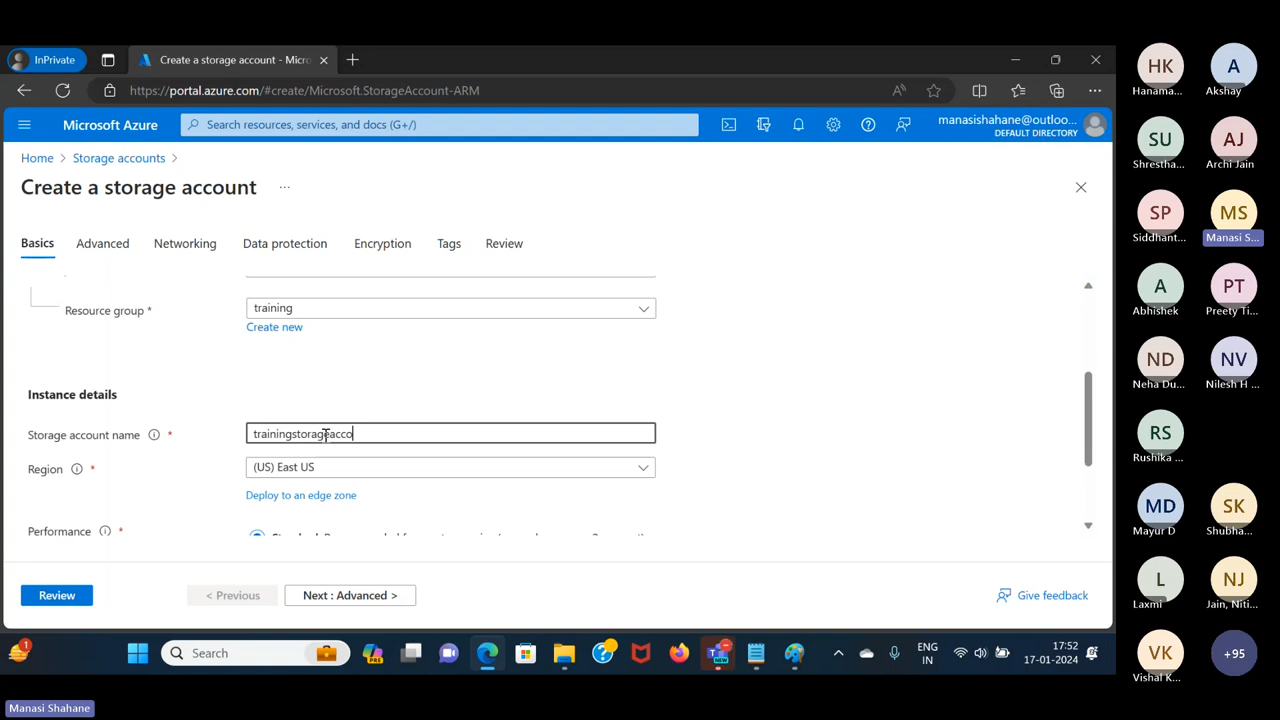 InPrivate
Create a storage account - Micro
https://portal.azure.com/#create/Microsoft.StorageAccount-ARM
Microsoft Azure
Search resources, services, and docs (G+/)
manasishahane@outloo...
DEFAULT DIRECTORY
Home > Storage accounts >
Create a storage account ...
Basics Advanced Networking Data protection Encryption Tags Review
Resource group * training
Create new
Instance details
Storage account name * trainingstorageacco
Region * (US) East US
Deploy to an edge zone
Performance *
Review < Previous Next : Advanced > Give feedback
1 Search PRE NEW ENG IN 17:52 17-01-2024
Manasi Shahane
HK A
Hanama... Akshay
SU AJ
Shrestha... Archi Jain
SP MS
Siddhant... Manasi S...
A PT
Abhishek Preety Ti...
ND NV
Neha Du... Nilesh H ...
RS
Rushika ...
MD SK
Mayur D Shubha...
L NJ
Laxmi Jain, Niti...
VK +95
Vishal K...